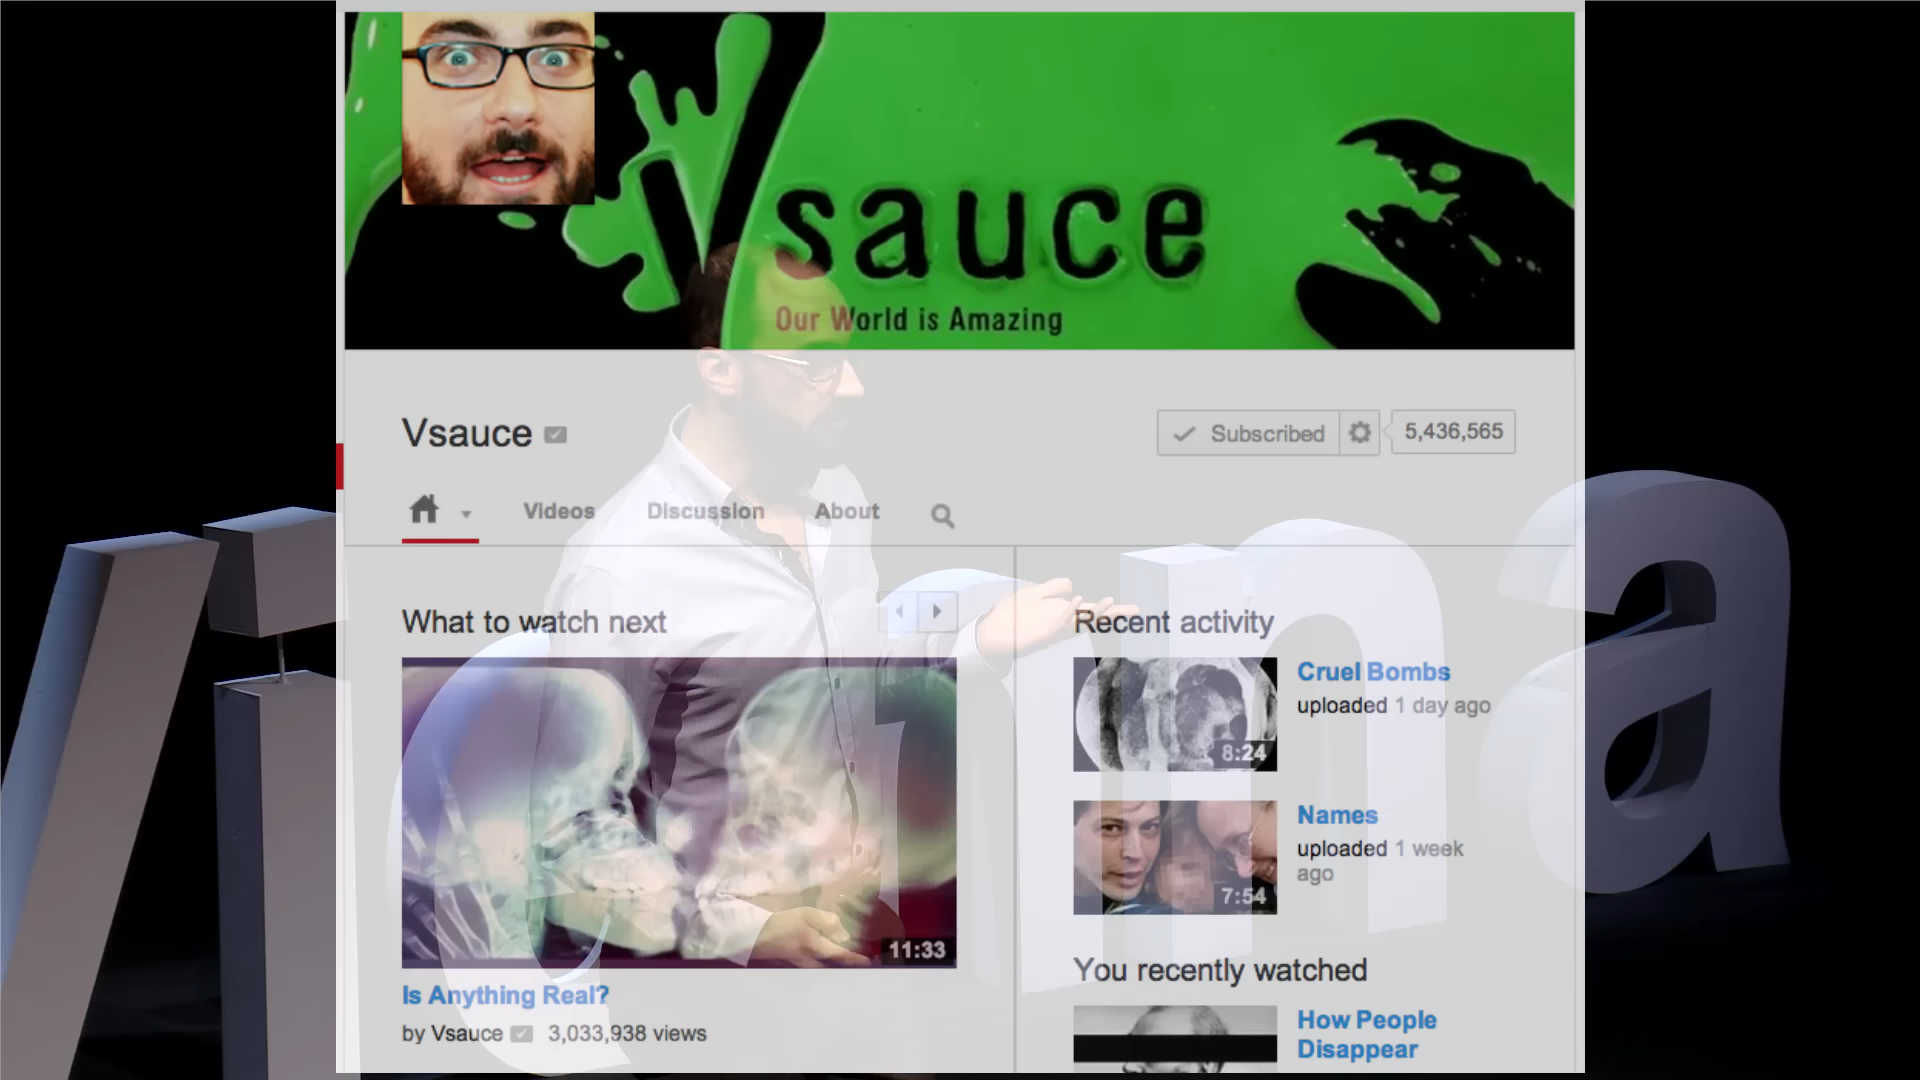 Vsauce
Our World is Amazing
Vsauce
Subscribed
5,436,565
Videos
Discussion
About
What to watch next
11:33
Is Anything Real?
by Vsauce 3,033,938 views
Recent activity
8:24
Cruel Bombs
uploaded 1 day ago
7:54
Names
uploaded 1 week
ago
You recently watched
How People
Disappear